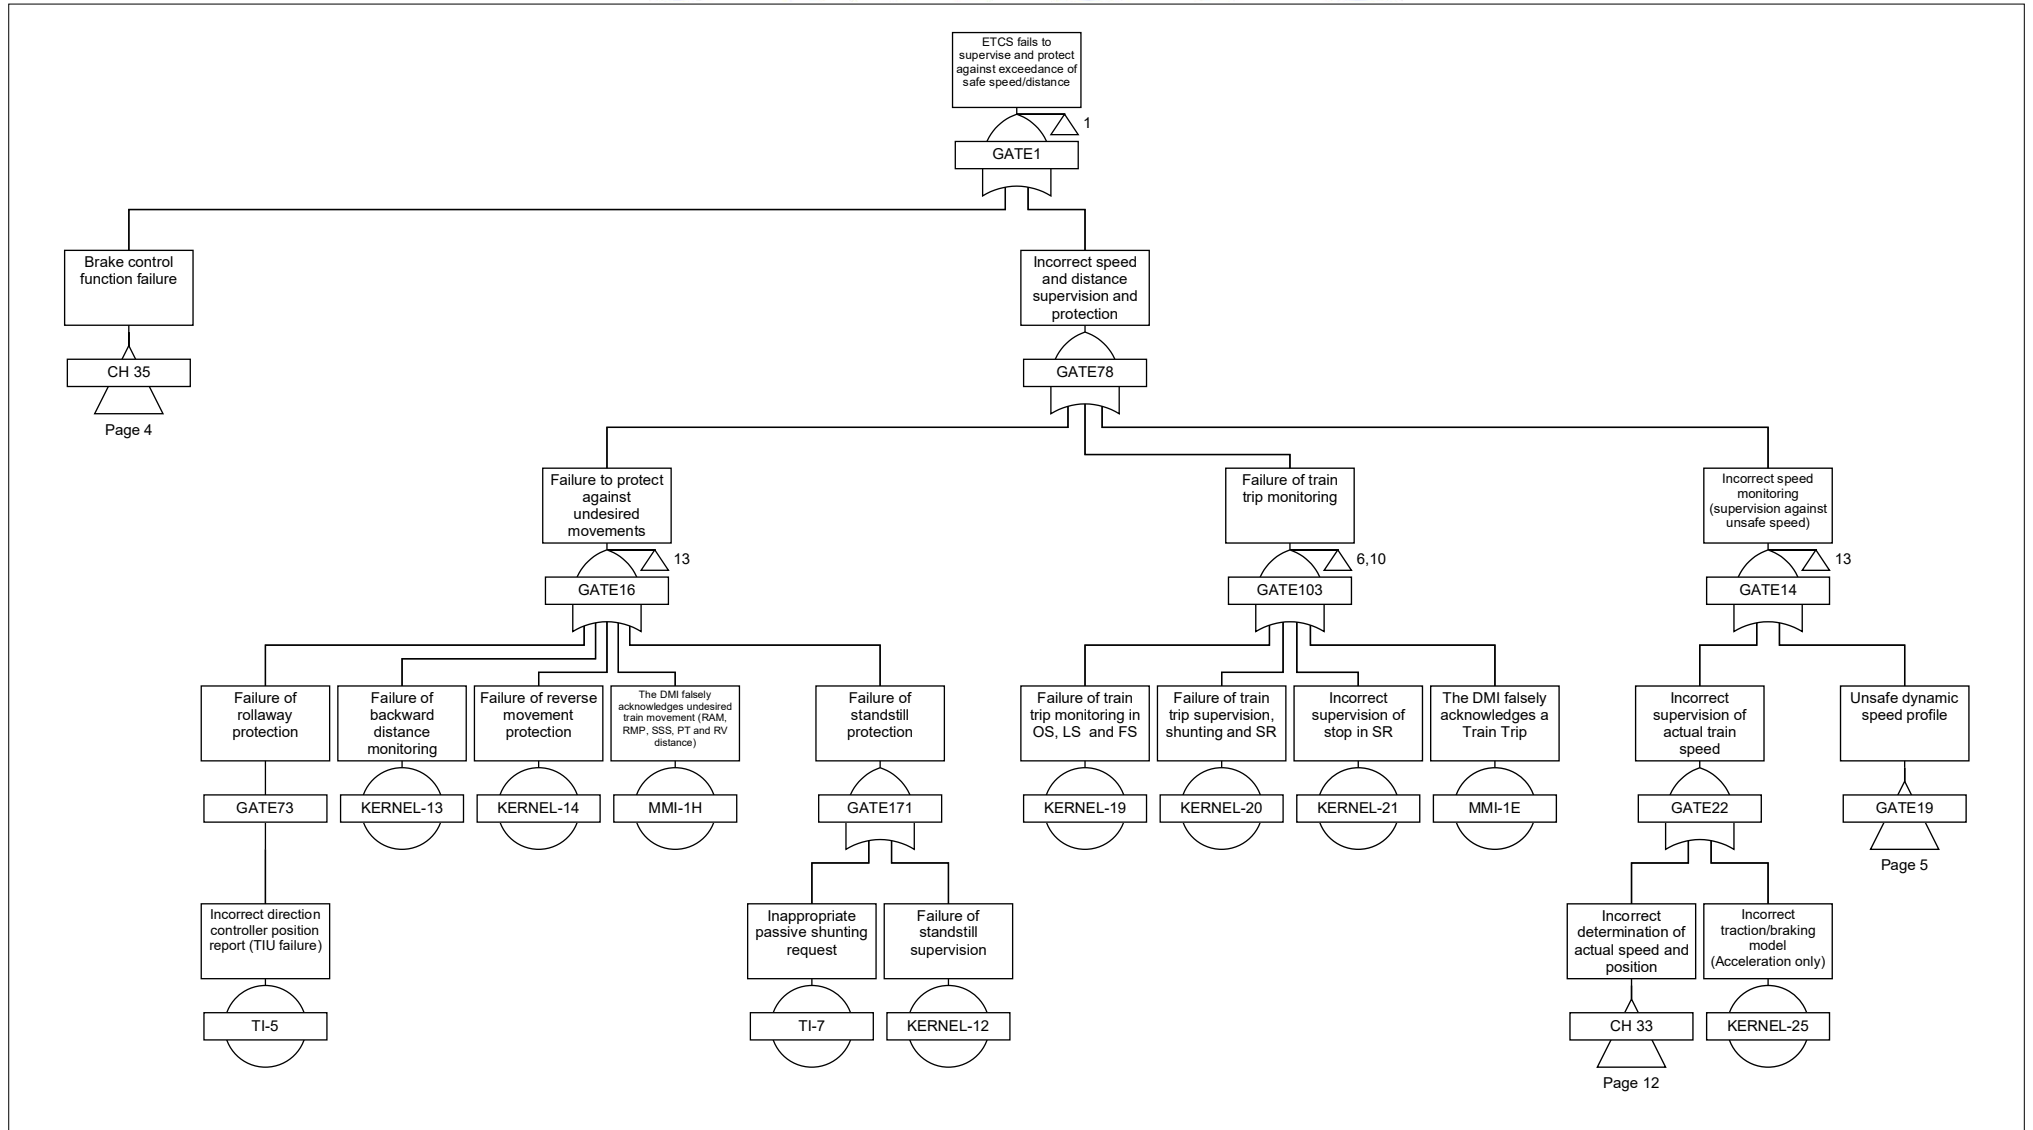 ETCS fails to
supervise and protect
against exceedance of
safe speed/distance
1
GATE1
Brake control
function failure
CH 35
Page 4
Incorrect speed
and distance
supervision and
protection
GATE78
Failure to protect
against
undesired
movements
13
GATE16
Failure of train
trip monitoring
6,10
GATE103
Incorrect speed
monitoring
(supervision against
unsafe speed)
13
GATE14
Failure of
rollaway
protection
GATE73
Failure of
backward
distance
monitoring
KERNEL-13
Failure of reverse
movement
protection
KERNEL-14
The DMI falsely
acknowledges undesired
train movement (RAM,
RMP, SSS, PT and RV
distance)
MMI-1H
Failure of
standstill
protection
GATE171
Failure of train
trip monitoring in
OS, LS  and FS
KERNEL-19
Failure of train
trip supervision,
shunting and SR
KERNEL-20
Incorrect
supervision of
stop in SR
KERNEL-21
The DMI falsely
acknowledges a
Train Trip
MMI-1E
Incorrect
supervision of
actual train
speed
GATE22
Unsafe dynamic
speed profile
GATE19
Page 5
Incorrect direction
controller position
report (TIU failure)
TI-5
Inappropriate
passive shunting
request
TI-7
Failure of
standstill
supervision
KERNEL-12
Incorrect
determination of
actual speed and
position
CH 33
Page 12
Incorrect
traction/braking
model
(Acceleration only)
KERNEL-25